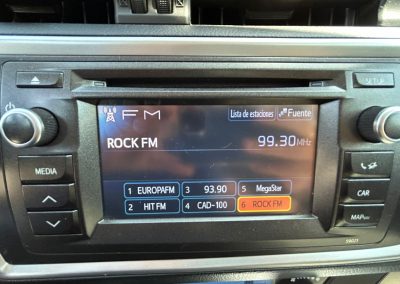 SETUP
FM
Lista de estaciones
Fuente
ROCK FM
99.30MHz
MEDIA
1 EUROPAFM
3 93.90
5 MegaStar
2 HIT FM
4 CAD-100
6 ROCK FM
CAR
MAP
59021